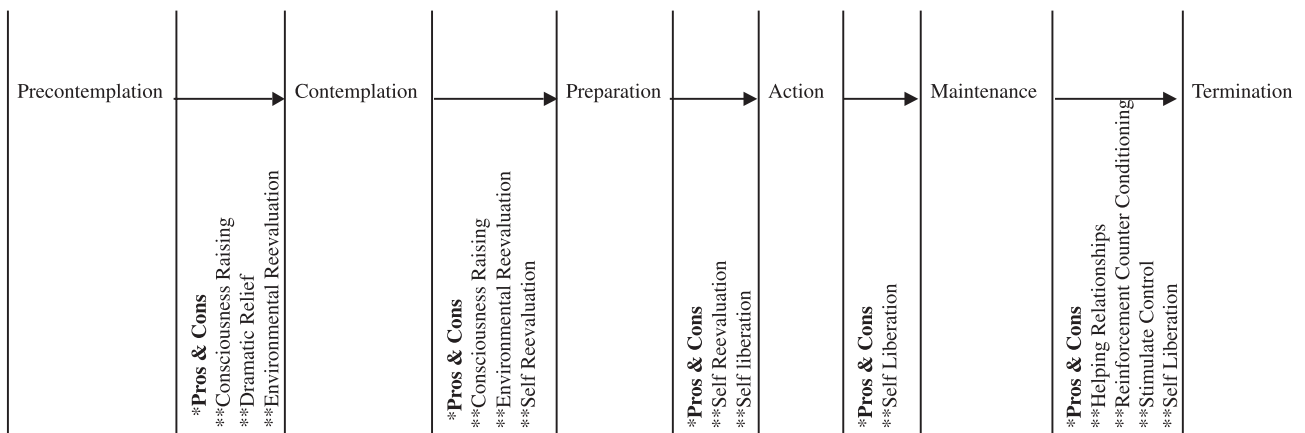 Precontemplation
*Pros & Cons
**Consciousness Raising
**Dramatic Relief
**Environmental Reevaluation
Contemplation
*Pros & Cons
**Consciousness Raising
**Environmental Reevaluation
**Self Reevaluation
Preparation
*Pros & Cons
**Self Reevaluation
**Self liberation
Action
*Pros & Cons
**Self Liberation
Maintenance
*Pros & Cons
**Helping Relationships
**Reinforcement Counter Conditioning
**Stimulate Control
**Self Liberation
Termination